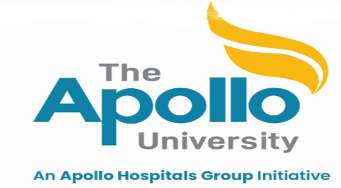 The
Apollo
University
An Apollo Hospitals Group Initiative